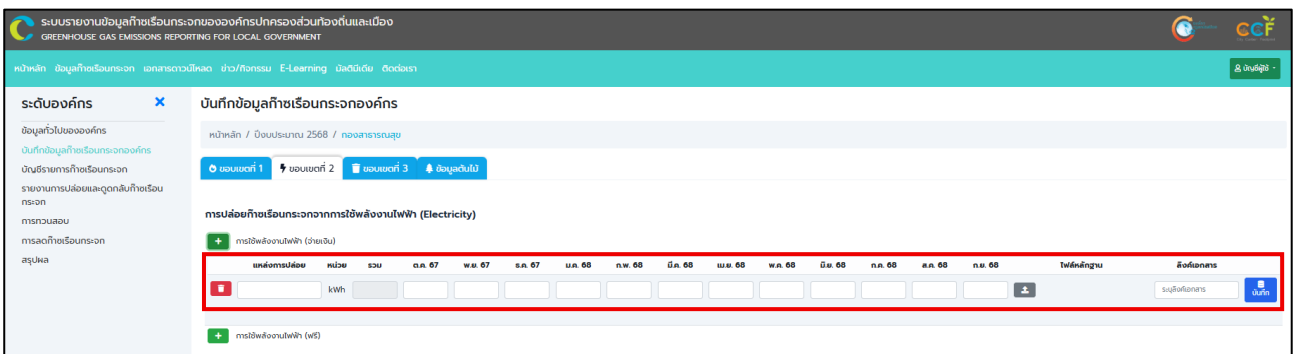 ระบบรายงานข้อมูลก๊าซเรือนกระจกขององค์กรปกครองส่วนท้องถิ่นและเมือง
GREENHOUSE GAS EMISSIONS REPORTING FOR LOCAL GOVERNMENT
CCF
หน้าหลัก ข้อมูลก๊าซเรือนกระจก เอกสารดาวน์โหลด ข่าว/กิจกรรม E-Learning มัลติมีเดีย ติดต่อเรา
บัญชีผู้ใช้
ระดับองค์กร
ข้อมูลทั่วไปขององค์กร
บันทึกข้อมูลก๊าซเรือนกระจกองค์กร
บัญชีรายการก๊าซเรือนกระจก
รายงานการปล่อยและดูดกลับก๊าซเรือน
กระจก
การทวนสอบ
การลดก๊าซเรือนกระจก
สรุปผล
บันทึกข้อมูลก๊าซเรือนกระจกองค์กร
หน้าหลัก / ปีงบประมาณ 2568 / กองสาธารณสุข
ขอบเขตที่ 1 ขอบเขตที่ 2 ขอบเขตที่ 3 ข้อมูลต้นไม้
การปล่อยก๊าซเรือนกระจกจากการใช้พลังงานไฟฟ้า (Electricity)
+ การใช้พลังงานไฟฟ้า (จ่ายเงิน)
แหล่งการปล่อย หน่วย รวม ต.ค. 67 พ.ย. 67 ธ.ค. 67 ม.ค. 68 ก.พ. 68 มี.ค. 68 เม.ย. 68 พ.ค. 68 มิ.ย. 68 ก.ค. 68 ส.ค. 68 ก.ย. 68 ไฟล์หลักฐาน ลิงค์เอกสาร
kWh ระบุลิงค์เอกสาร บันทึก
+ การใช้พลังงานไฟฟ้า (ฟรี)